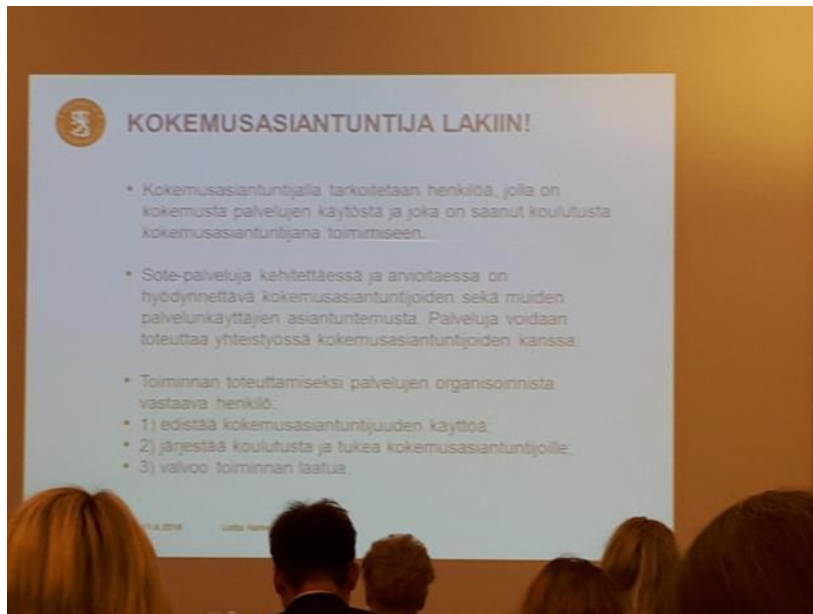 KOKEMUSASIANTUNTIJA LAKIIN!
• Kokemusasiantuntijalla tarkoitetaan henkilöä, jolla on
kokemusta palvelujen käytöstä ja joka on saanut koulutusta
kokemusasiantuntijana toimimiseen.
• Sote-palveluja kehitettäessä ja arvioitaessa on
hyödynnettävä kokemusasiantuntijoiden sekä muiden
palvelunkäyttäjien asiantuntemusta. Palveluja voidaan
toteuttaa yhteistyössä kokemusasiantuntijoiden kanssa.
• Toiminnan toteuttamiseksi palvelujen organisoinnista
vastaava henkilö:
• 1) edistää kokemusasiantuntijuuden käyttöä;
• 2) järjestää koulutusta ja tukea kokemusasiantuntijoille;
• 3) valvoo toiminnan laatua.